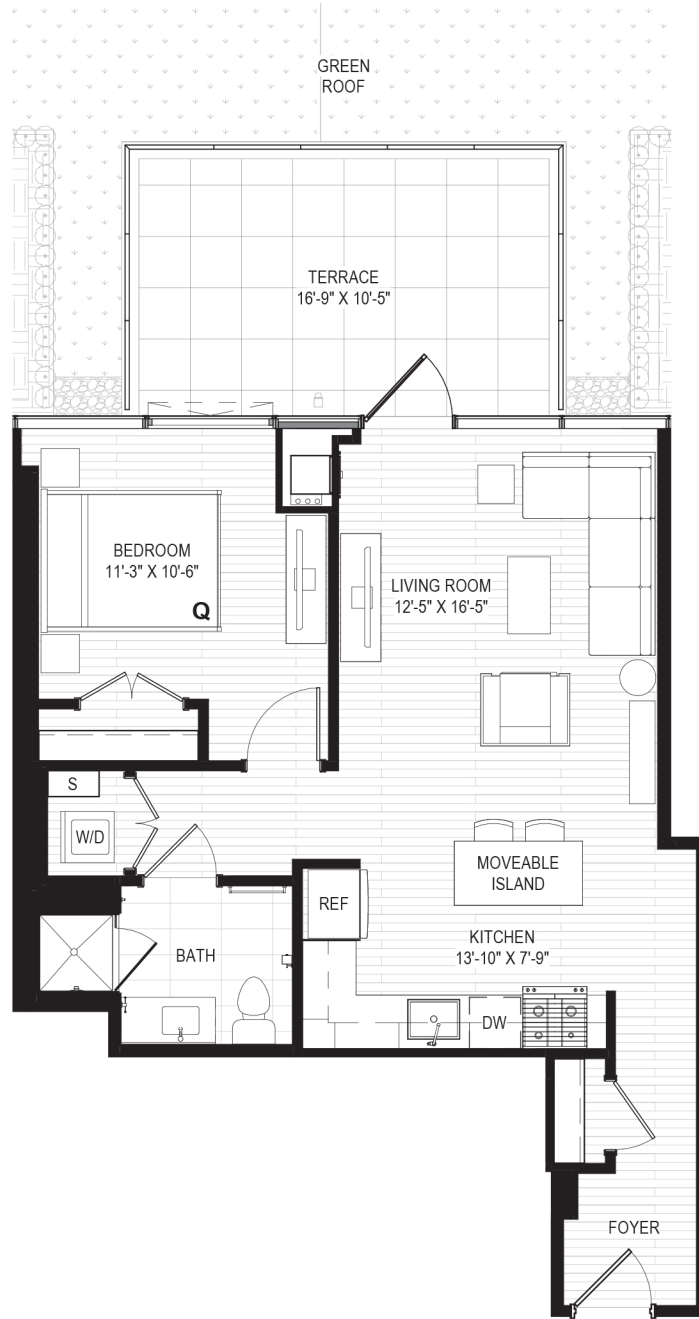 GREEN
ROOF
TERRACE
16'-9" X 10'-5"
BEDROOM
11'-3" X 10'-6"
Q
LIVING ROOM
12'-5" X 16'-5"
S
W/D
MOVEABLE
ISLAND
REF
BATH
KITCHEN
13'-10" X 7'-9"
DW
FOYER